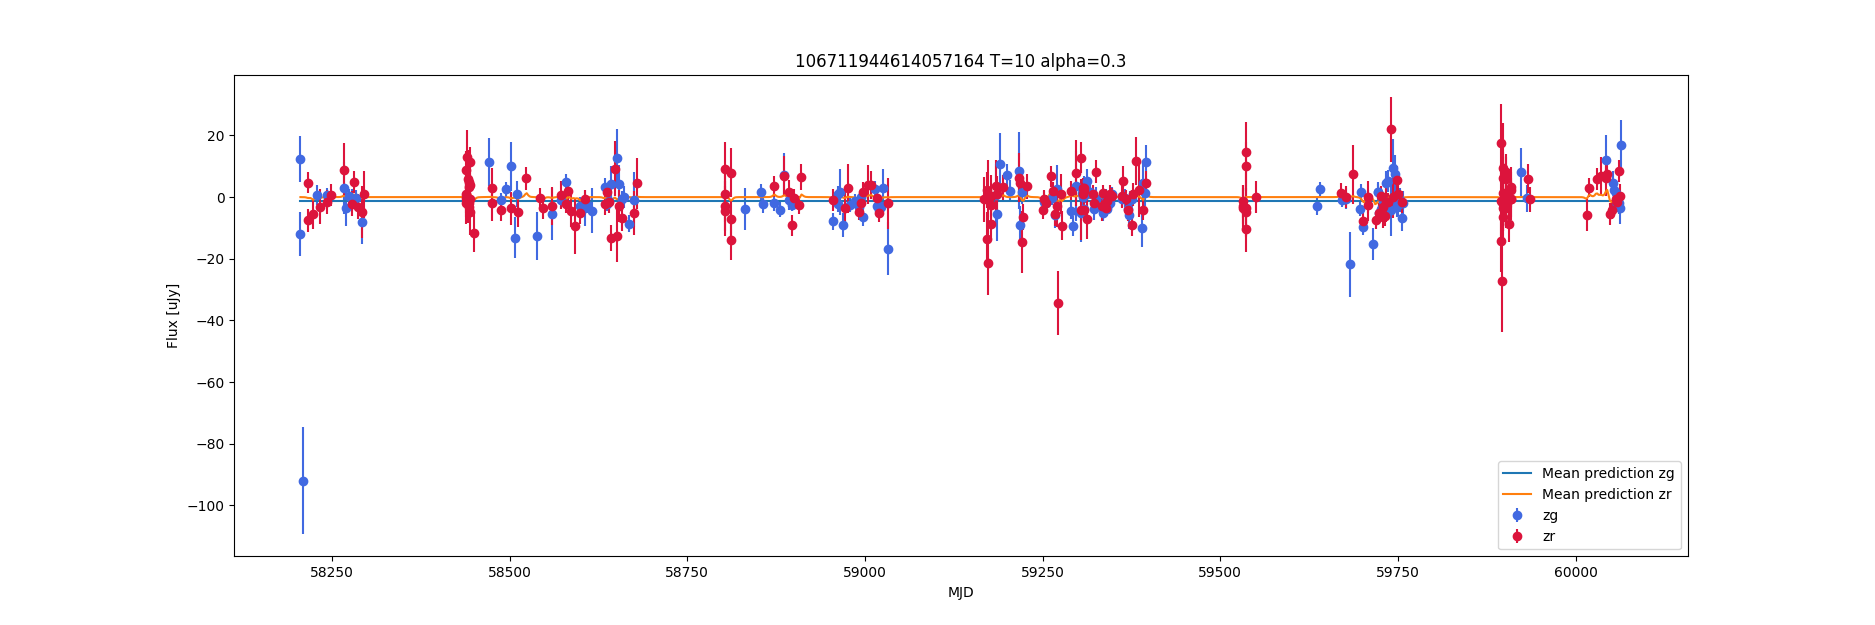 106711944614057164 T=10 alpha=0.3
20
0
−20
−40
−60
−80
−100
Flux [uJy]
58250
58500
58750
59000
59250
59500
59750
60000
MJD
Mean prediction zg
Mean prediction zr
zg
zr